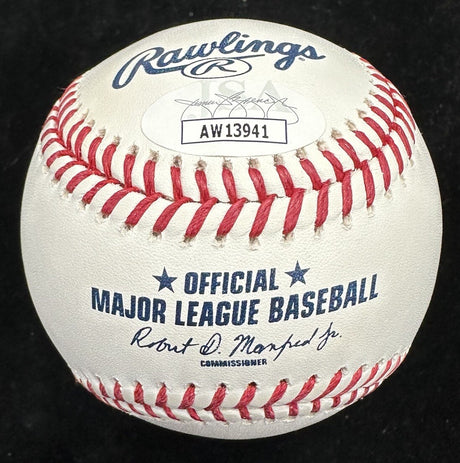 Rawlings
R
JSA
AW13941
OFFICIAL
MAJOR LEAGUE BASEBALL
Robert D. Manfred Jr.
COMMISSIONER